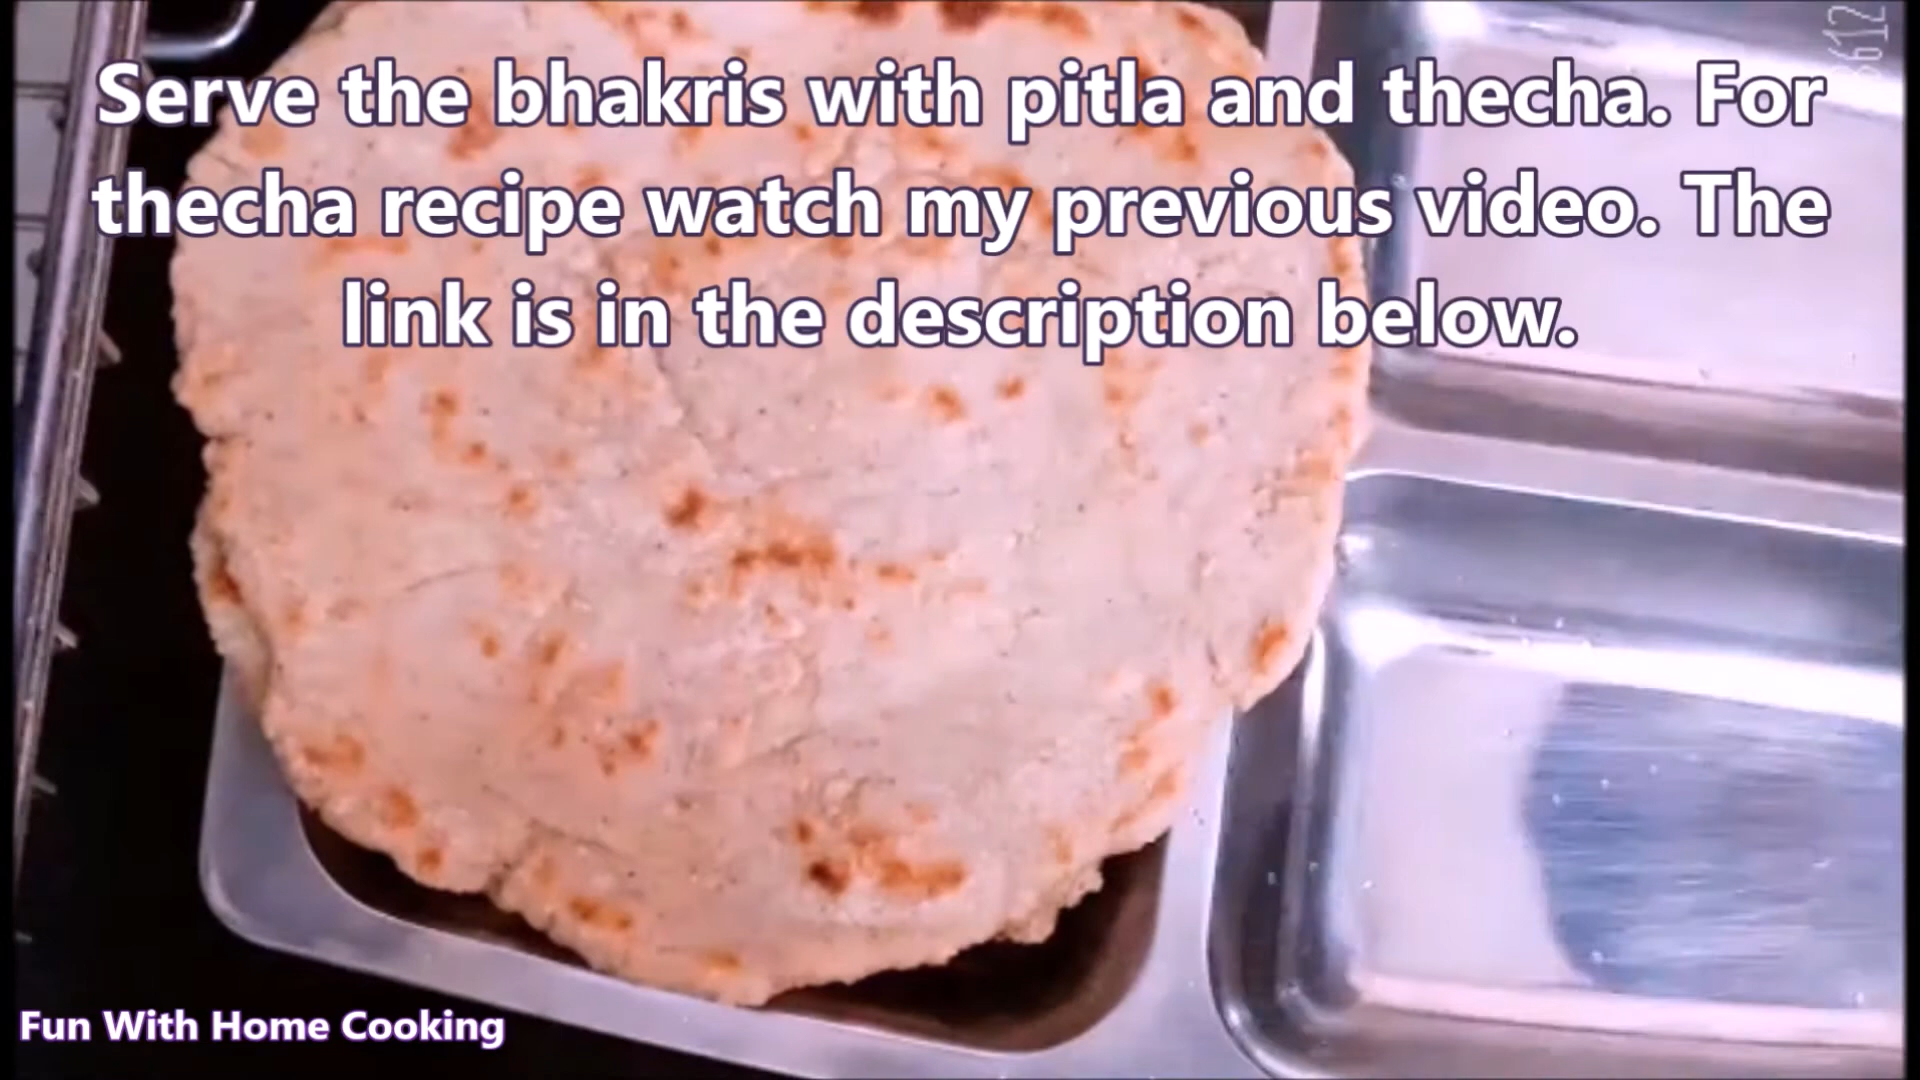 Serve the bhakris with pitla and thecha. For
thecha recipe watch my previous video. The
link is in the description below.
Fun With Home Cooking